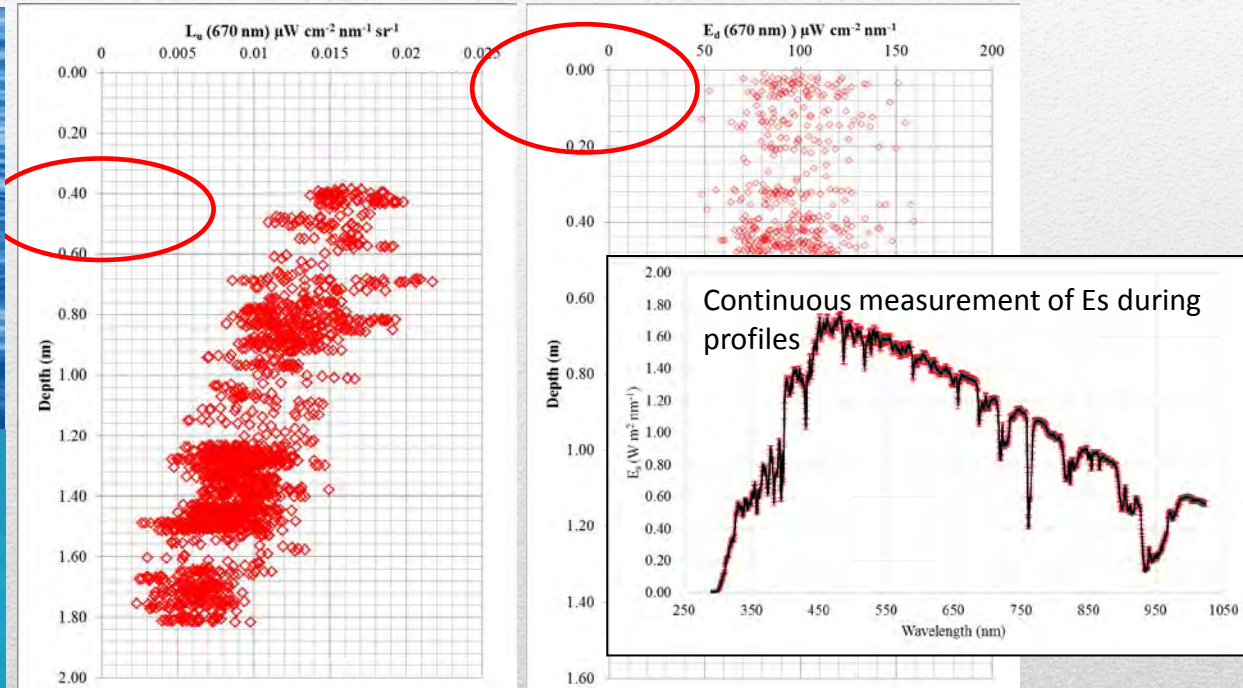 L_u (670 nm) µW cm⁻² nm⁻¹ sr⁻¹
0 0.005 0.01 0.015 0.02 0.025
0.00
0.20
0.40
0.60
0.80
1.00
1.20
1.40
1.60
1.80
2.00
Depth (m)
E_d (670 nm) ) µW cm⁻² nm⁻¹
0 50 100 150 200
0.00
0.20
0.40
0.60
0.80
1.00
1.20
1.40
1.60
Depth (m)
Continuous measurement of Es during
profiles
2.00
1.80
1.60
1.40
1.20
1.00
0.80
0.60
0.40
0.20
0.00
E_s (W m² nm⁻¹)
250 350 450 550 650 750 850 950 1050
Wavelength (nm)